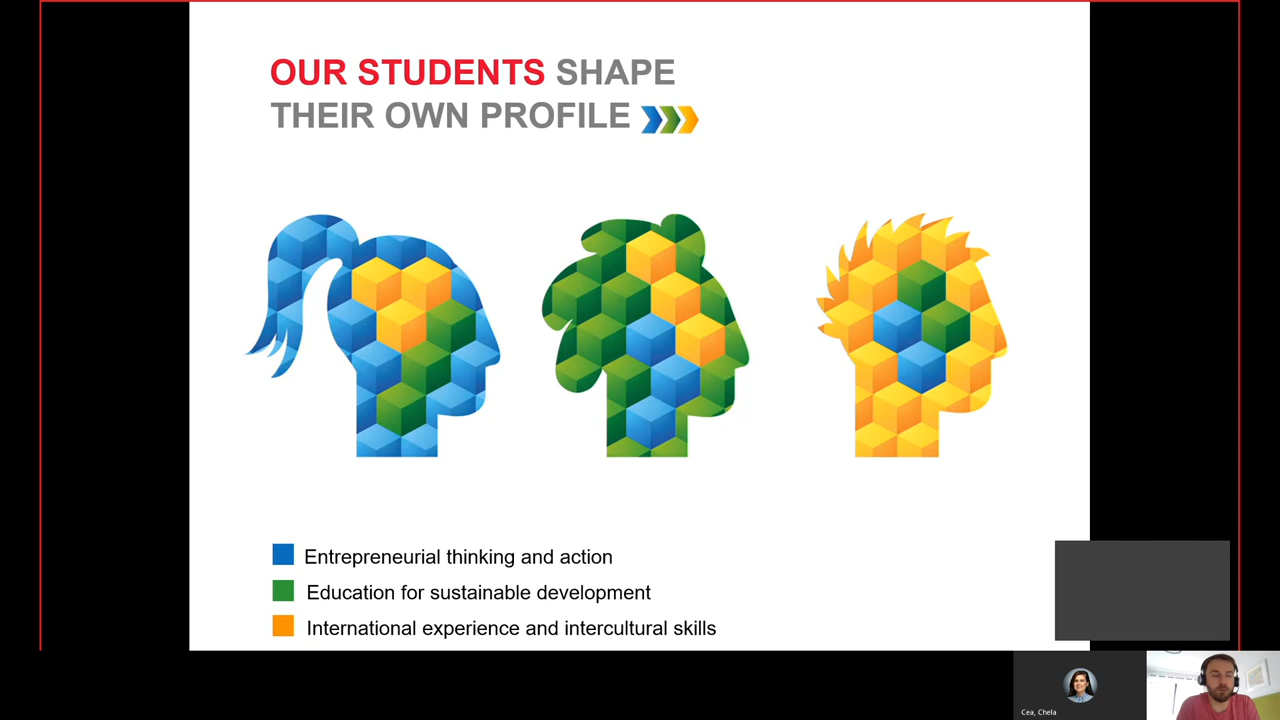 OUR STUDENTS SHAPE
THEIR OWN PROFILE
Entrepreneurial thinking and action
Education for sustainable development
International experience and intercultural skills
Cea, Chela